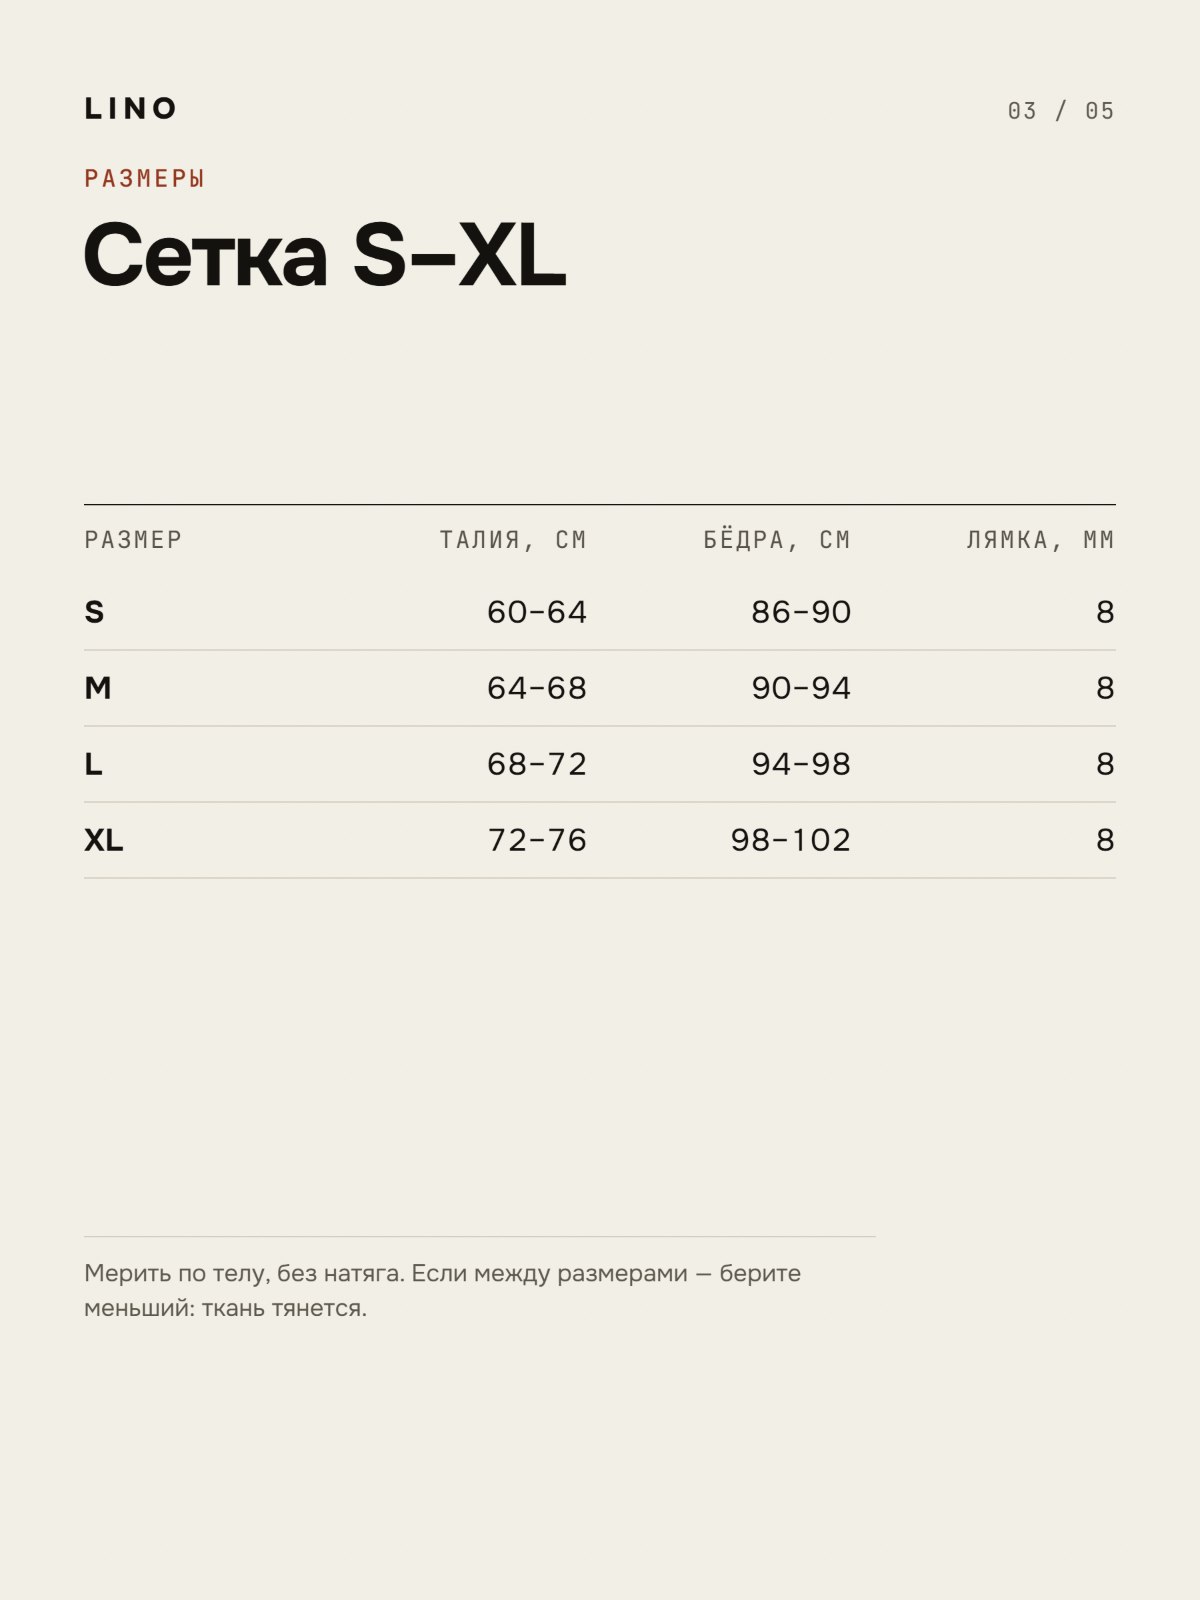 LINO
03 / 05
РАЗМЕРЫ
Сетка S–XL
РАЗМЕР ТАЛИЯ, СМ БЁДРА, СМ ЛЯМКА, ММ
S 60–64 86–90 8
M 64–68 90–94 8
L 68–72 94–98 8
XL 72–76 98–102 8
Мерить по телу, без натяга. Если между размерами — берите
меньший: ткань тянется.